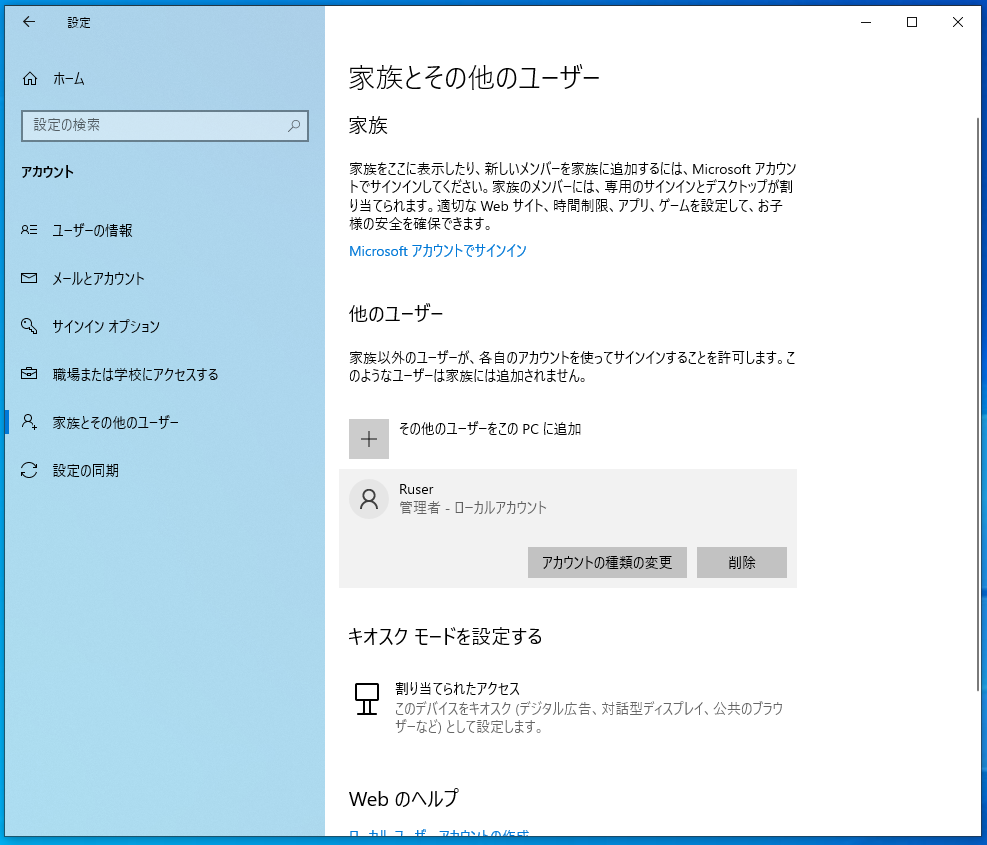 設定
ホーム
設定の検索
アカウント
ユーザーの情報
メールとアカウント
サインイン オプション
職場または学校にアクセスする
家族とその他のユーザー
設定の同期
家族とその他のユーザー
家族
家族をここに表示したり、新しいメンバーを家族に追加するには、Microsoft アカウン
トでサインインしてください。家族のメンバーには、専用のサインインとデスクトップが割
り当てられます。適切な Web サイト、時間制限、アプリ、ゲームを設定して、お子
様の安全を確保できます。
Microsoft アカウントでサインイン
他のユーザー
家族以外のユーザーが、各自のアカウントを使ってサインインすることを許可します。こ
のようなユーザーは家族には追加されません。
その他のユーザーをこの PC に追加
Ruser
管理者 - ローカルアカウント
アカウントの種類の変更
削除
キオスク モードを設定する
割り当てられたアクセス
このデバイスをキオスク (デジタル広告、対話型ディスプレイ、公共のブラウ
ザーなど) として設定します。
Web のヘルプ
ローカル ユーザー アカウントの作成